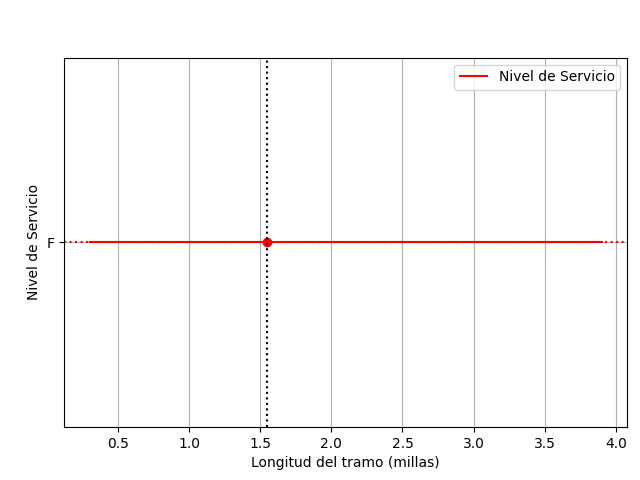 Nivel de Servicio
Nivel de Servicio
F
0.5 1.0 1.5 2.0 2.5 3.0 3.5 4.0
Longitud del tramo (millas)